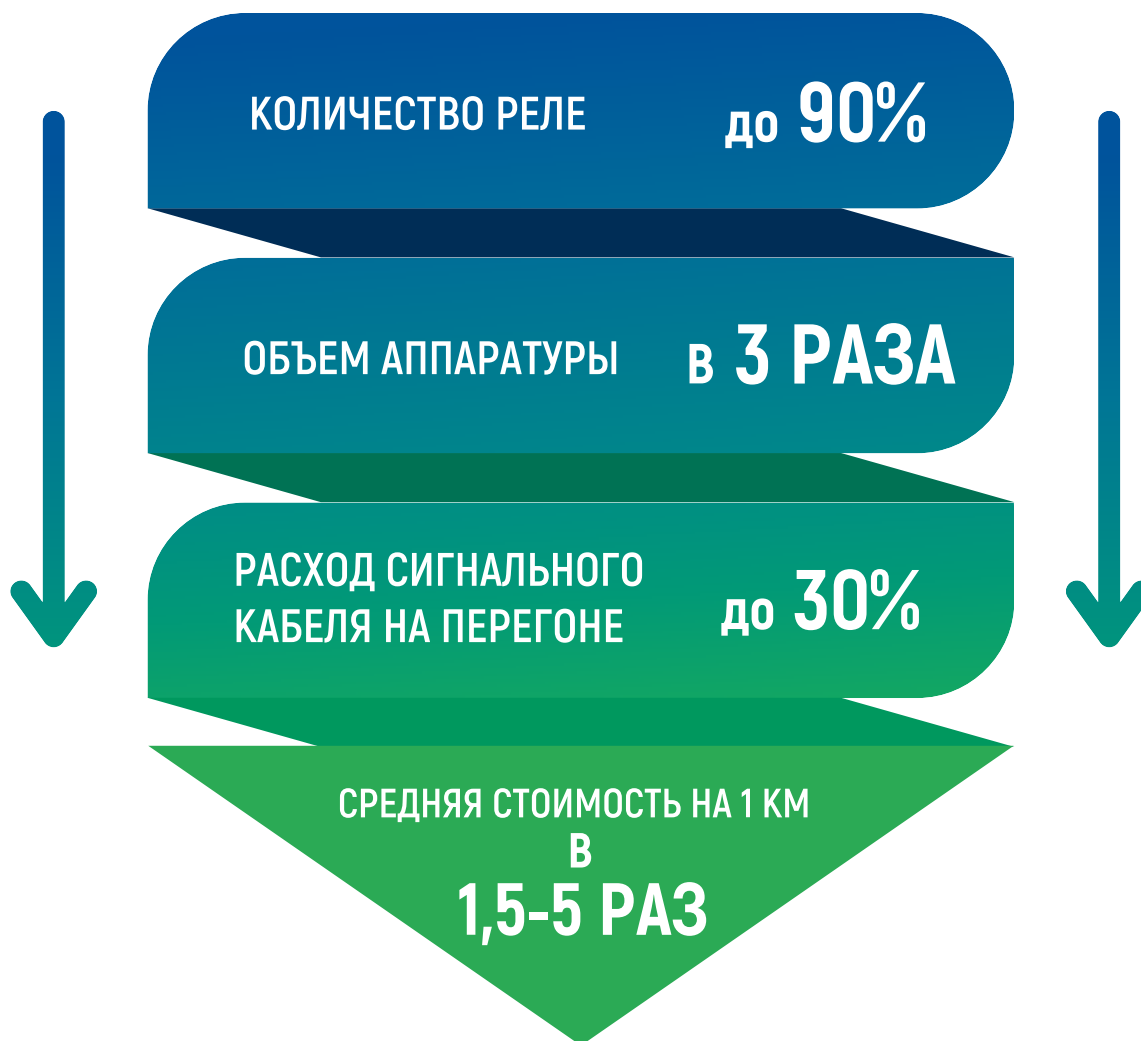 КОЛИЧЕСТВО РЕЛЕ до 90%
ОБЪЕМ АППАРАТУРЫ В 3 РАЗА
РАСХОД СИГНАЛЬНОГО
КАБЕЛЯ НА ПЕРЕГОНЕ до 30%
СРЕДНЯЯ СТОИМОСТЬ НА 1 КМ
В
1,5-5 РАЗ